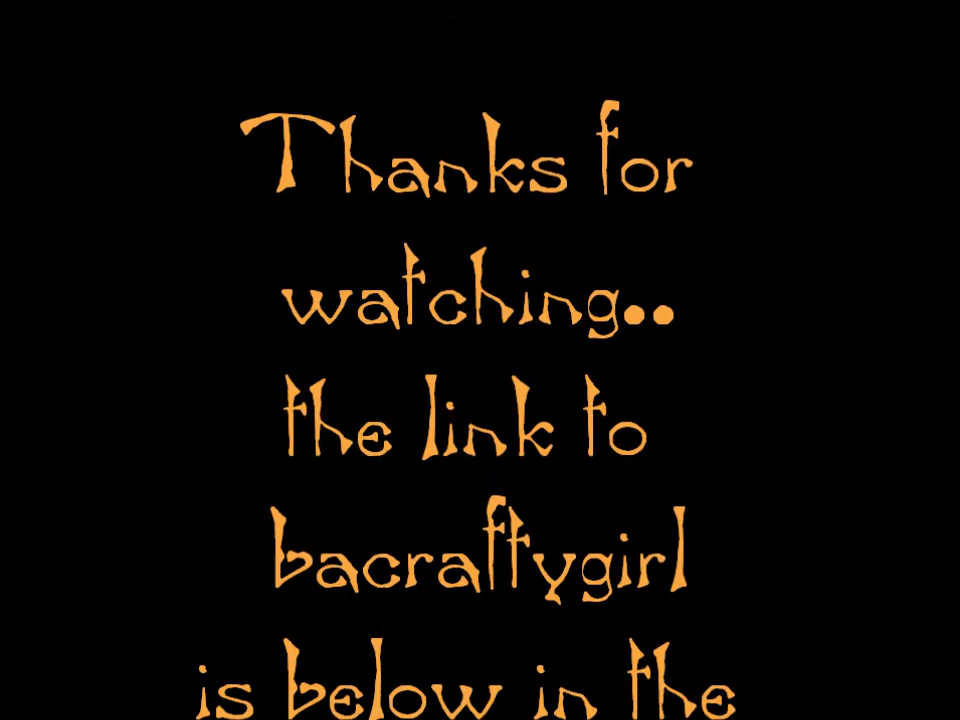 Thanks for
watching..
the link to
bacraftygirl
is below in the